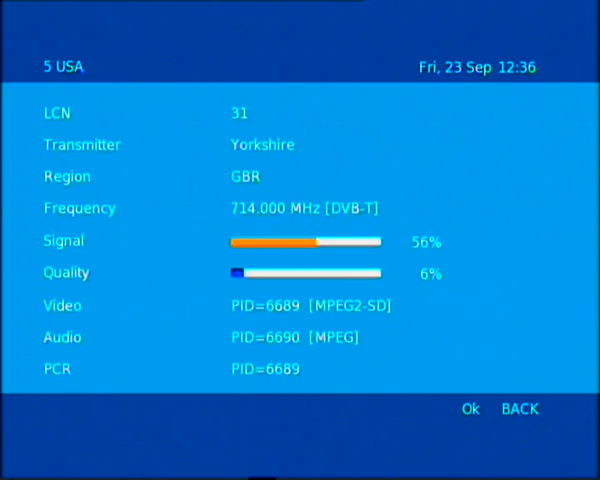 5 USA Fri, 23 Sep 12:36
LCN 31
Transmitter Yorkshire
Region GBR
Frequency 714.000 MHz [DVB-T]
Signal 56%
Quality 6%
Video PID=6689 [MPEG2-SD]
Audio PID=6690 [MPEG]
PCR PID=6689
Ok BACK